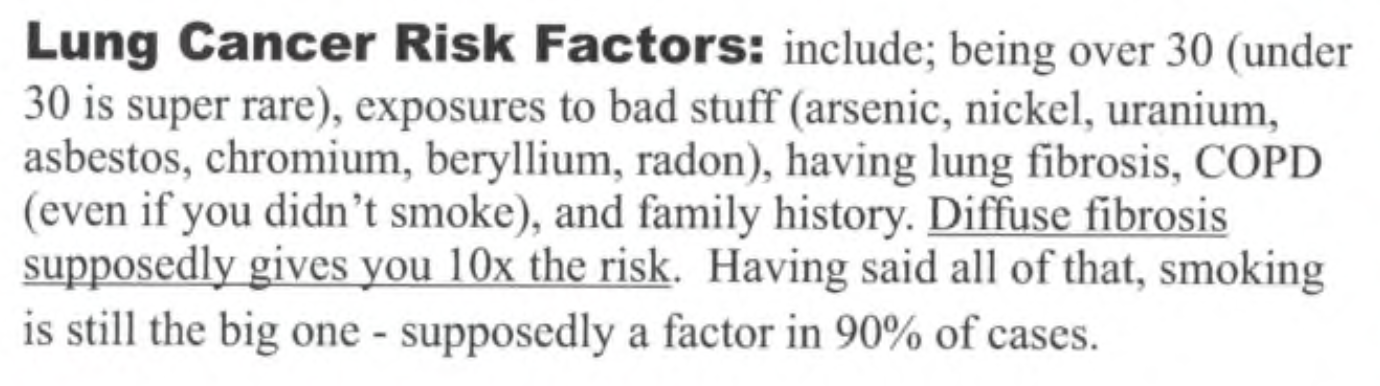 Lung Cancer Risk Factors: include; being over 30 (under
30 is super rare), exposures to bad stuff (arsenic, nickel, uranium,
asbestos, chromium, beryllium, radon), having lung fibrosis, COPD
(even if you didn't smoke), and family history. Diffuse fibrosis
supposedly gives you 10x the risk.  Having said all of that, smoking
is still the big one - supposedly a factor in 90% of cases.